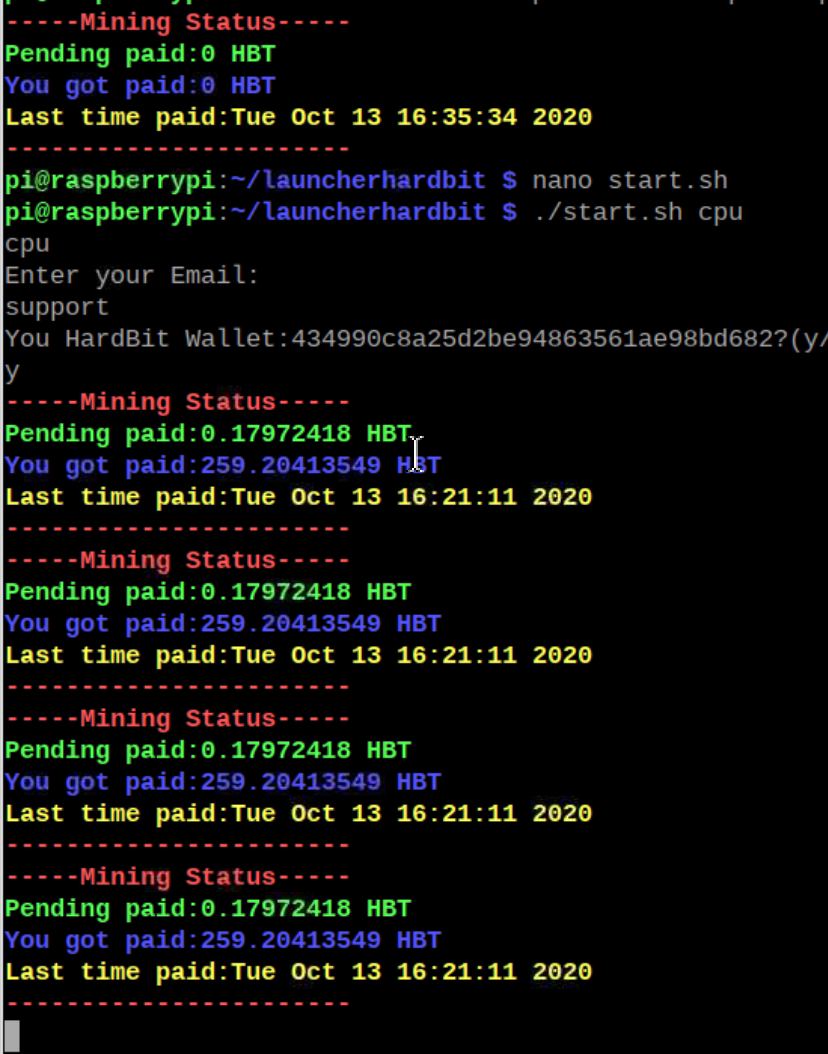 -----Mining Status-----
Pending paid:0 HBT
You got paid:0 HBT
Last time paid:Tue Oct 13 16:35:34 2020
-----------------------
pi@raspberrypi:~/launcherhardbit $ nano start.sh
pi@raspberrypi:~/launcherhardbit $ ./start.sh cpu
cpu
Enter your Email:
support
You HardBit Wallet:434990c8a25d2be94863561ae98bd682?(y/
y
-----Mining Status-----
Pending paid:0.17972418 HBT
You got paid:259.20413549 HBT
Last time paid:Tue Oct 13 16:21:11 2020
-----------------------
-----Mining Status-----
Pending paid:0.17972418 HBT
You got paid:259.20413549 HBT
Last time paid:Tue Oct 13 16:21:11 2020
-----------------------
-----Mining Status-----
Pending paid:0.17972418 HBT
You got paid:259.20413549 HBT
Last time paid:Tue Oct 13 16:21:11 2020
-----------------------
-----Mining Status-----
Pending paid:0.17972418 HBT
You got paid:259.20413549 HBT
Last time paid:Tue Oct 13 16:21:11 2020
-----------------------